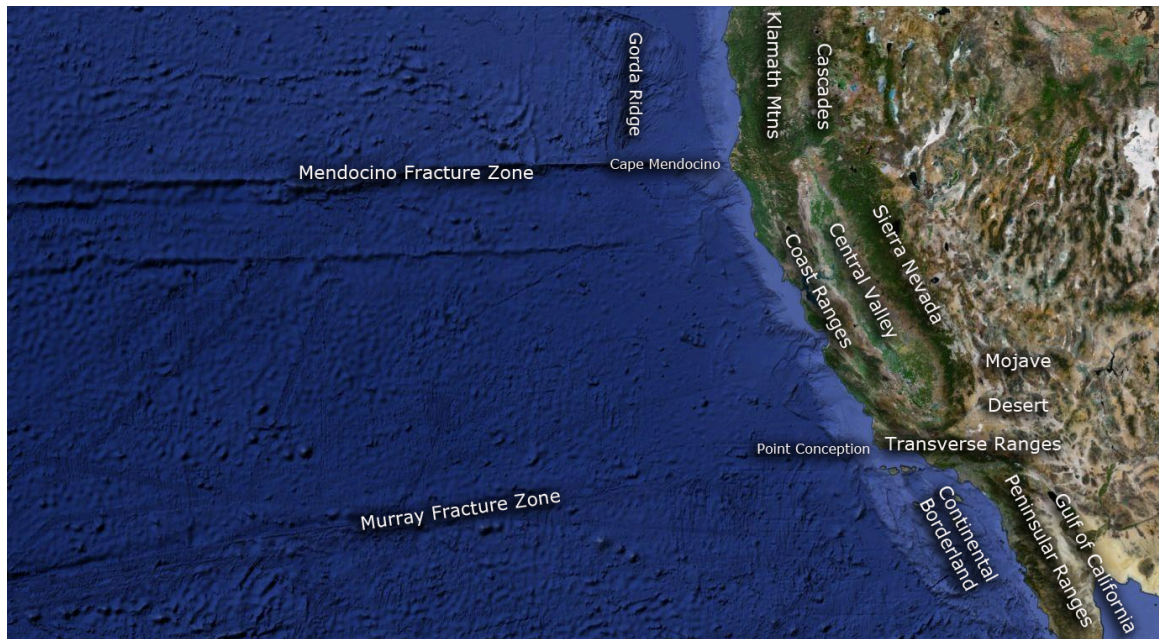 Gorda Ridge
Klamath Mtns
Cascades
Mendocino Fracture Zone
Cape Mendocino
Sierra Nevada
Central Valley
Coast Ranges
Mojave
Desert
Point Conception
Transverse Ranges
Murray Fracture Zone
Continental
Borderland
Peninsular Ranges
Gulf of California